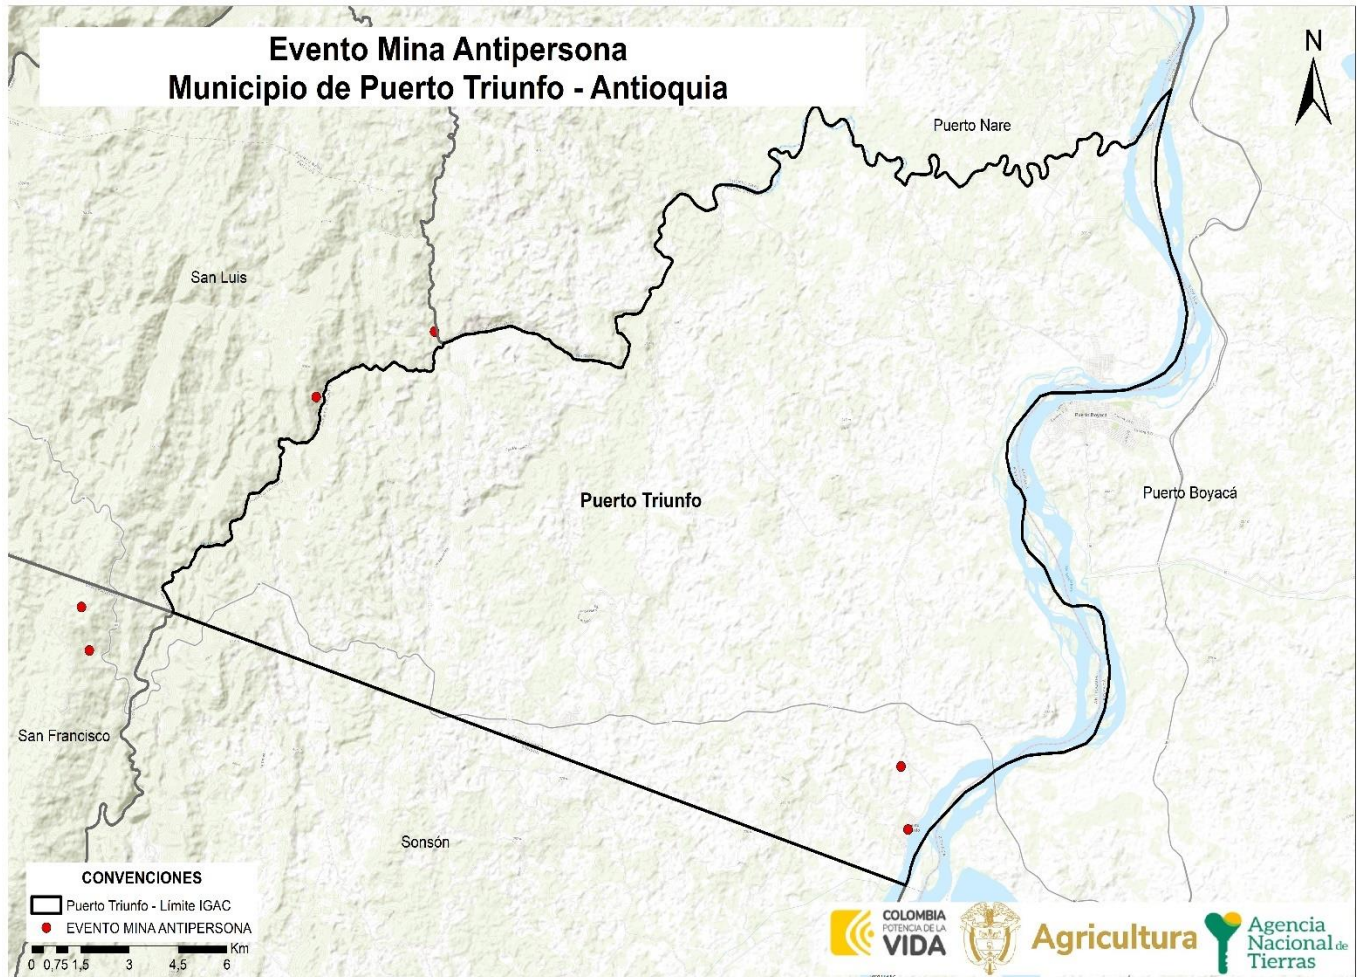 Evento Mina Antipersona
Municipio de Puerto Triunfo - Antioquia
N
Puerto Nare
San Luis
Puerto Boyacá
Puerto Triunfo
Puerto Boyacá
San Francisco
Sonsón
CONVENCIONES
Puerto Triunfo - Límite IGAC
EVENTO MINA ANTIPERSONA
Km
0 0,75 1,5 3 4,5 6
COLOMBIA
POTENCIA DE LA
VIDA
Agricultura
Agencia
Nacional de
Tierras